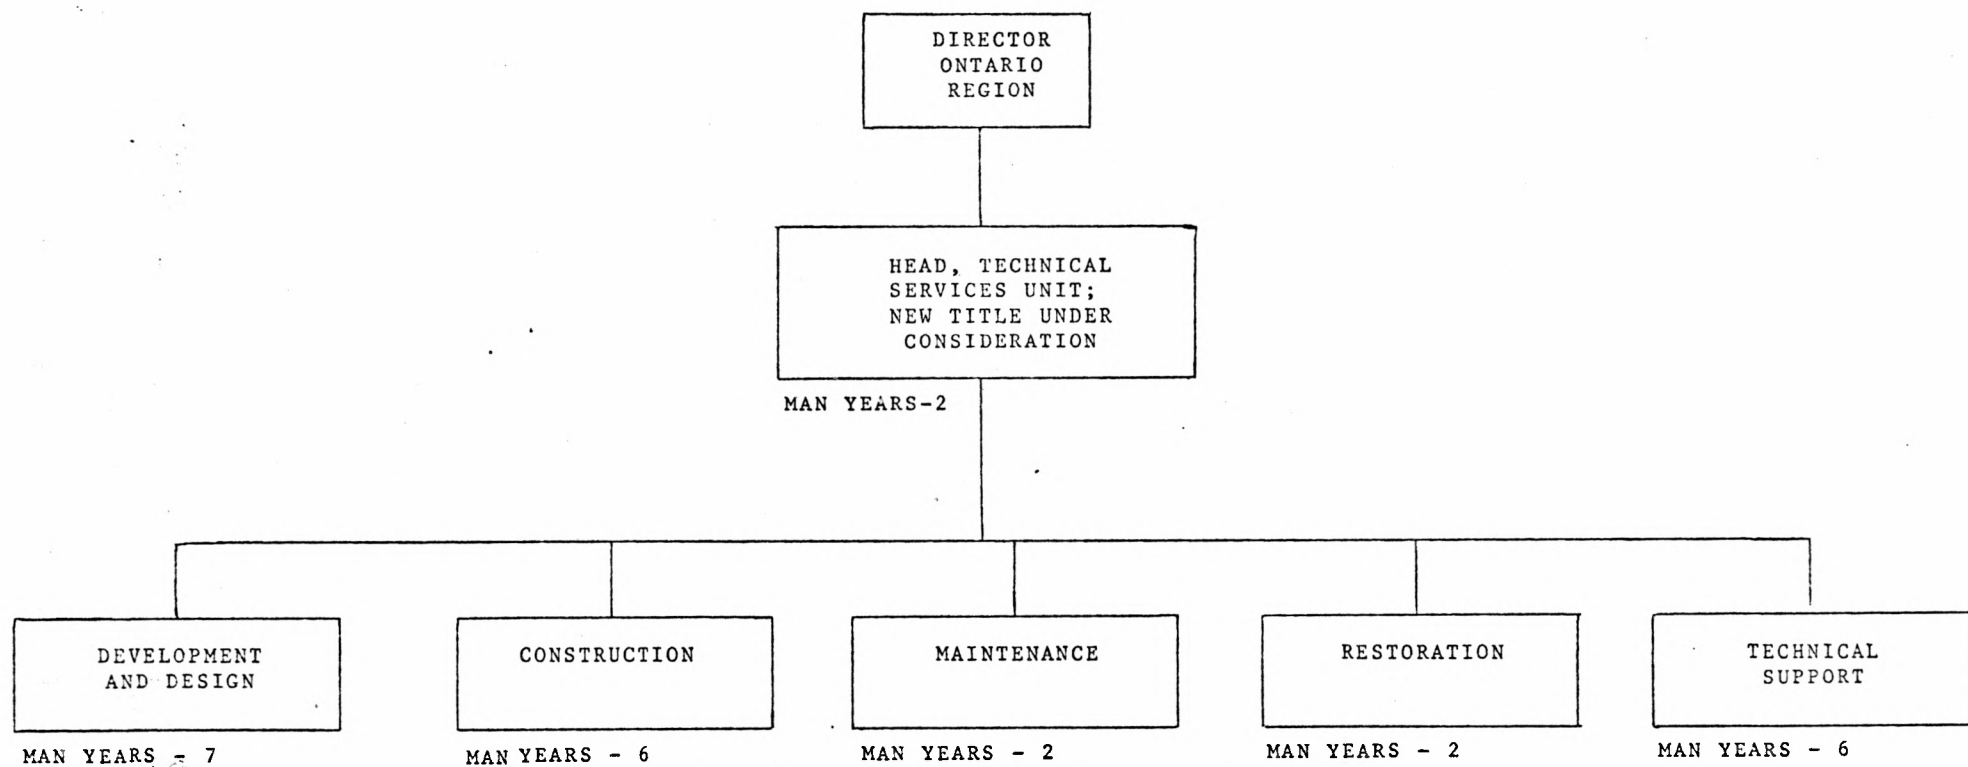 DIRECTOR
ONTARIO
REGION
HEAD, TECHNICAL
SERVICES UNIT;
NEW TITLE UNDER
CONSIDERATION
MAN YEARS-2
DEVELOPMENT
AND DESIGN
MAN YEARS - 7
CONSTRUCTION
MAN YEARS - 6
MAINTENANCE
MAN YEARS - 2
RESTORATION
MAN YEARS - 2
TECHNICAL
SUPPORT
MAN YEARS - 6